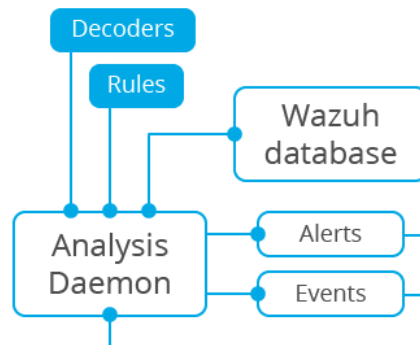 Decoders
Rules
Wazuh
database
Analysis
Daemon
Alerts
Events